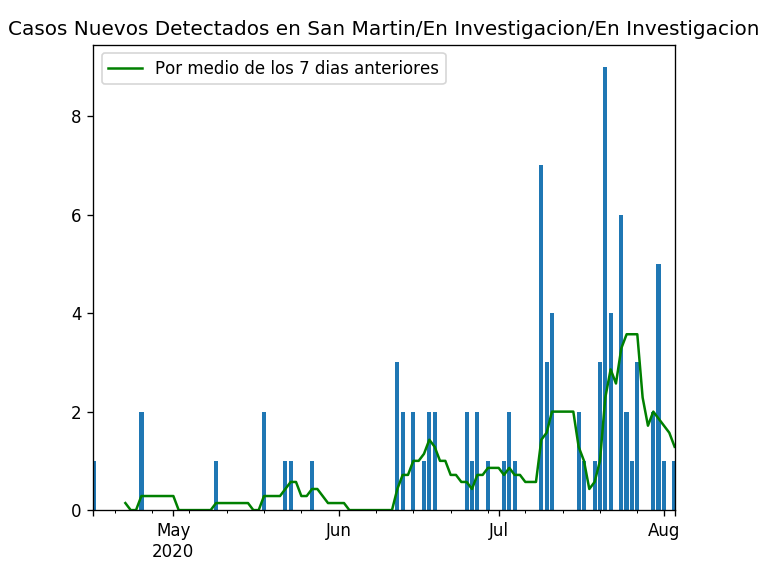 Casos Nuevos Detectados en San Martin/En Investigacion/En Investigacion
Por medio de los 7 dias anteriores
8
6
4
2
0
May Jun Jul Aug
2020